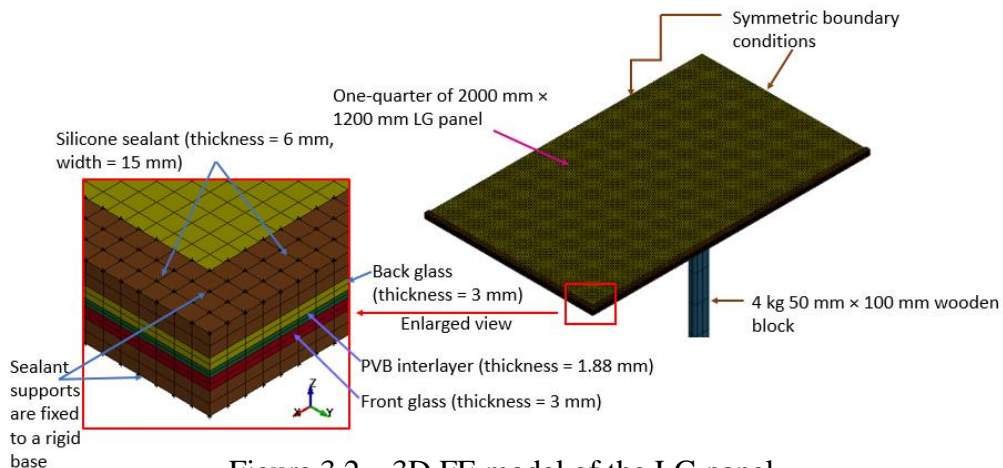 Symmetric boundary
conditions
One-quarter of 2000 mm ×
1200 mm LG panel
Silicone sealant (thickness = 6 mm,
width = 15 mm)
Back glass
(thickness = 3 mm)
Enlarged view
4 kg 50 mm × 100 mm wooden
block
PVB interlayer (thickness = 1.88 mm)
Front glass (thickness = 3 mm)
Sealant
supports
are fixed
to a rigid
base
Z
X
Y
Figure 3.2 3D FE model of the LG panel